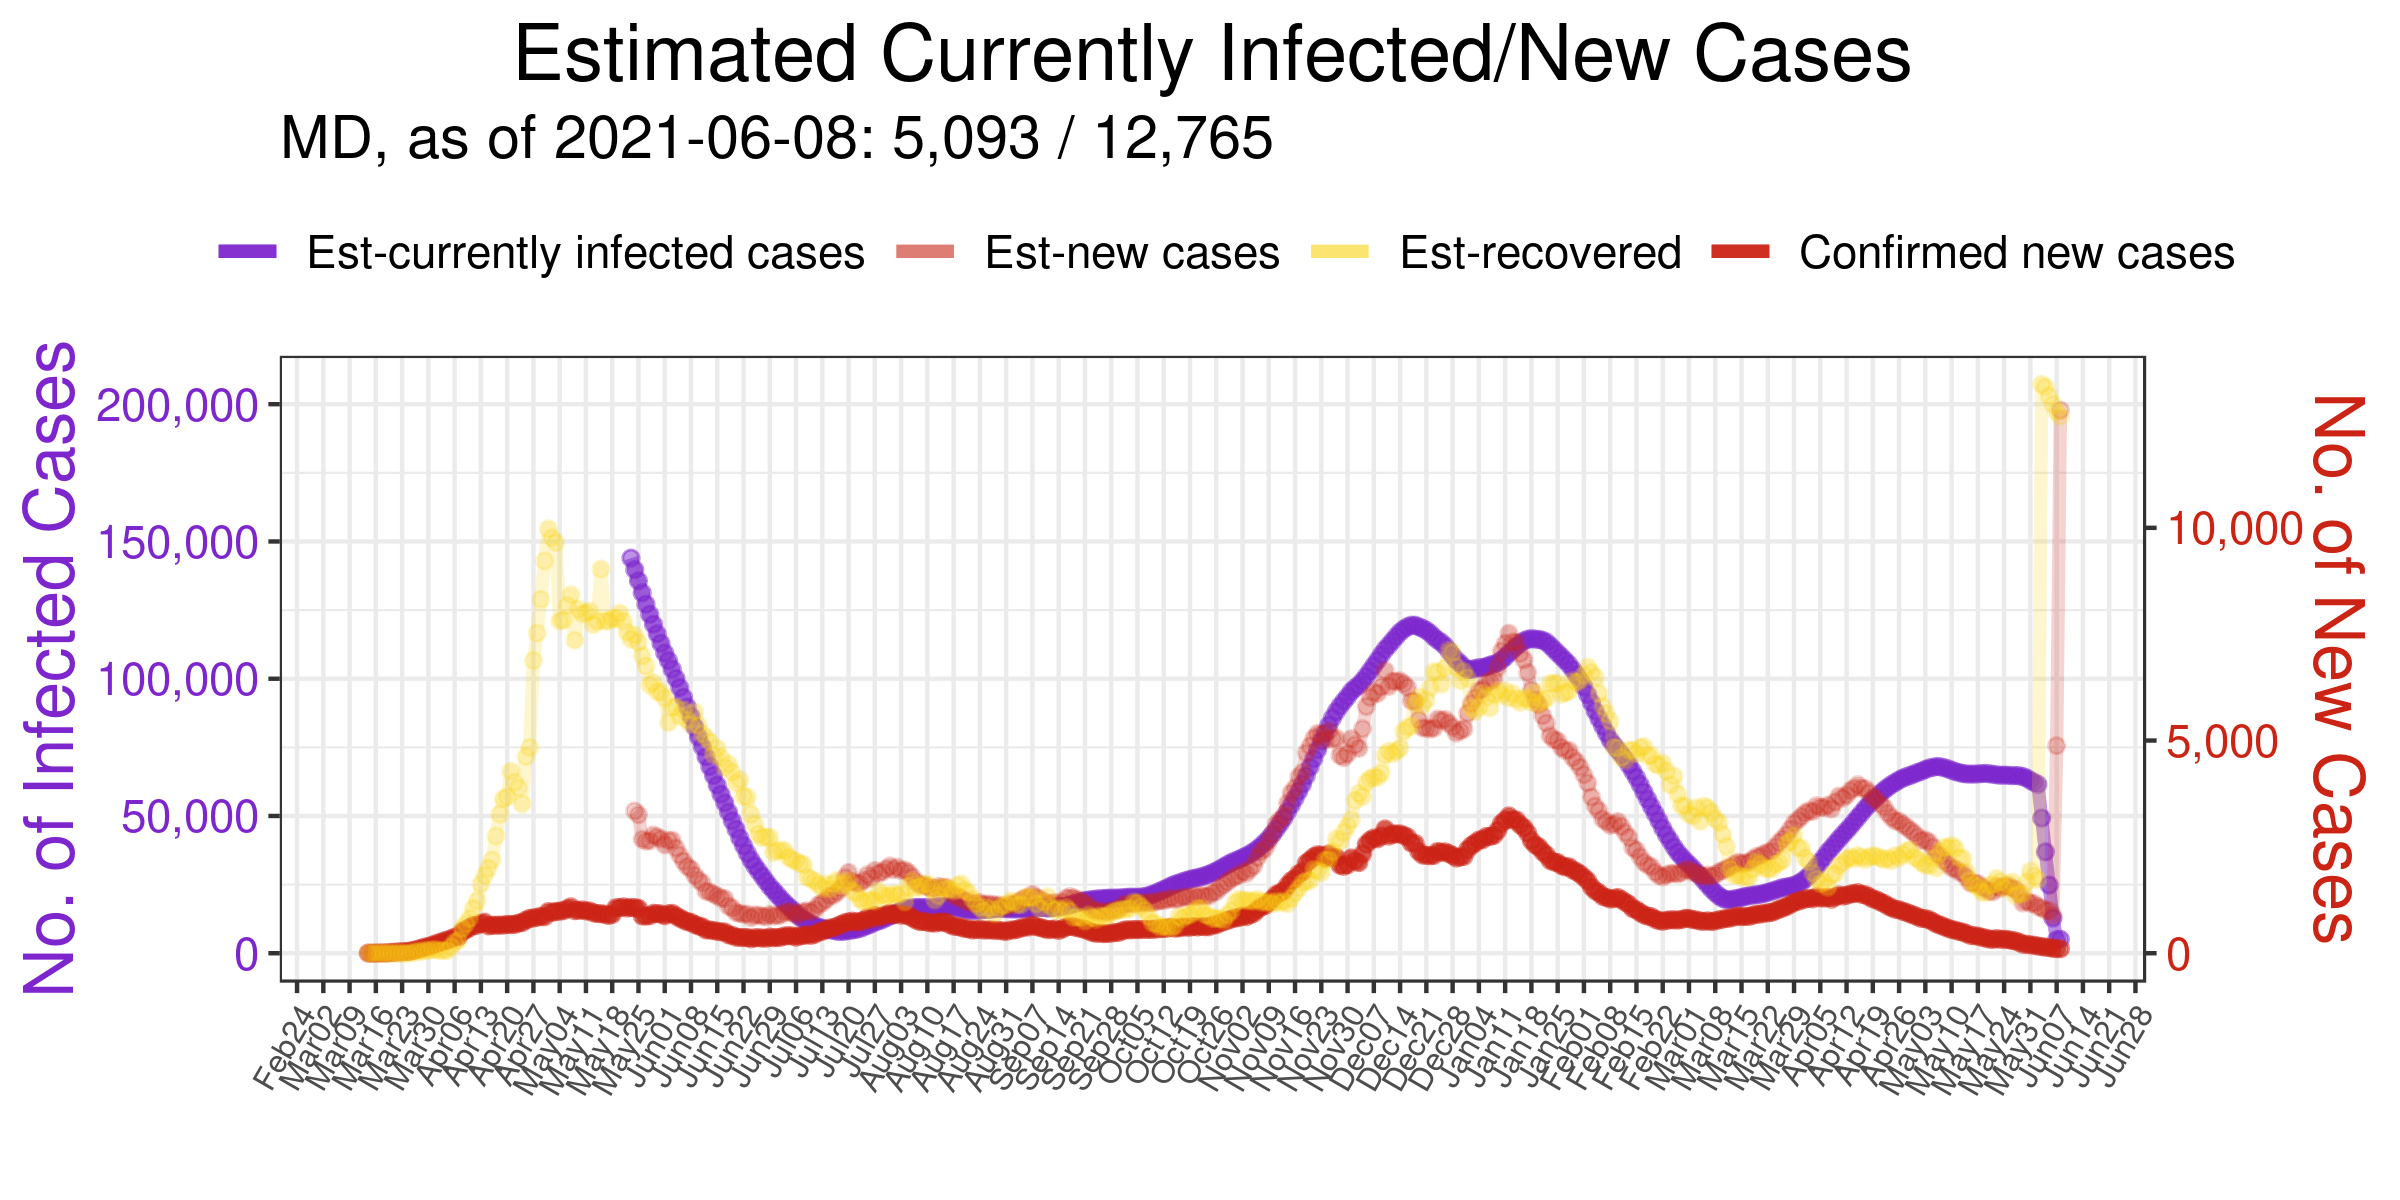 Estimated Currently Infected/New Cases
MD, as of 2021-06-08: 5,093 / 12,765
Est-currently infected cases
Est-new cases
Est-recovered
Confirmed new cases
No. of Infected Cases
200,000
150,000
100,000
50,000
0
10,000
5,000
0
No. of New Cases
Feb24
Mar02
Mar09
Mar16
Mar23
Mar30
Apr06
Apr13
Apr20
Apr27
May04
May11
May18
May25
Jun01
Jun08
Jun15
Jun22
Jun29
Jul06
Jul13
Jul20
Jul27
Aug03
Aug10
Aug17
Aug24
Aug31
Sep07
Sep14
Sep21
Sep28
Oct05
Oct12
Oct19
Oct26
Nov02
Nov09
Nov16
Nov23
Nov30
Dec07
Dec14
Dec21
Dec28
Jan04
Jan11
Jan18
Jan25
Feb01
Feb08
Feb15
Feb22
Mar01
Mar08
Mar15
Mar22
Mar29
Apr05
Apr12
Apr19
Apr26
May03
May10
May17
May24
May31
Jun07
Jun14
Jun21
Jun28